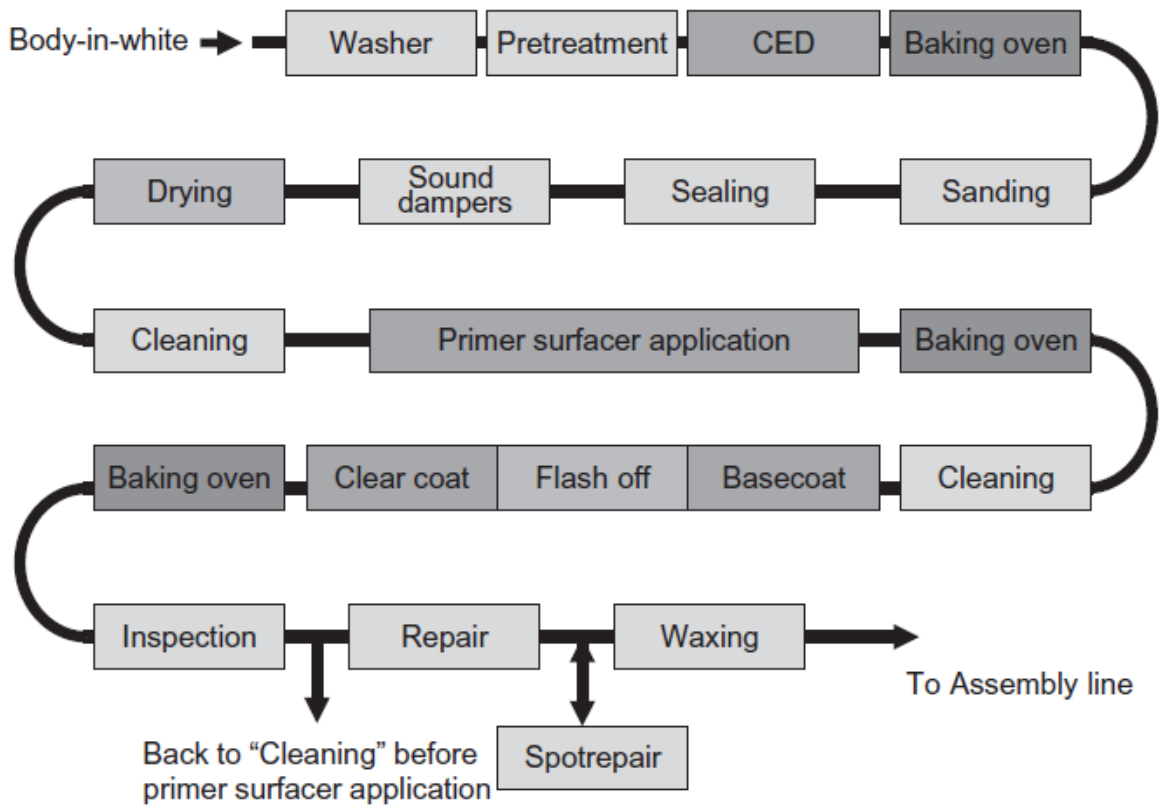 Body-in-white
Washer
Pretreatment
CED
Baking oven
Drying
Sound
dampers
Sealing
Sanding
Cleaning
Primer surfacer application
Baking oven
Baking oven
Clear coat
Flash off
Basecoat
Cleaning
Inspection
Repair
Waxing
To Assembly line
Back to “Cleaning” before
primer surfacer application
Spotrepair